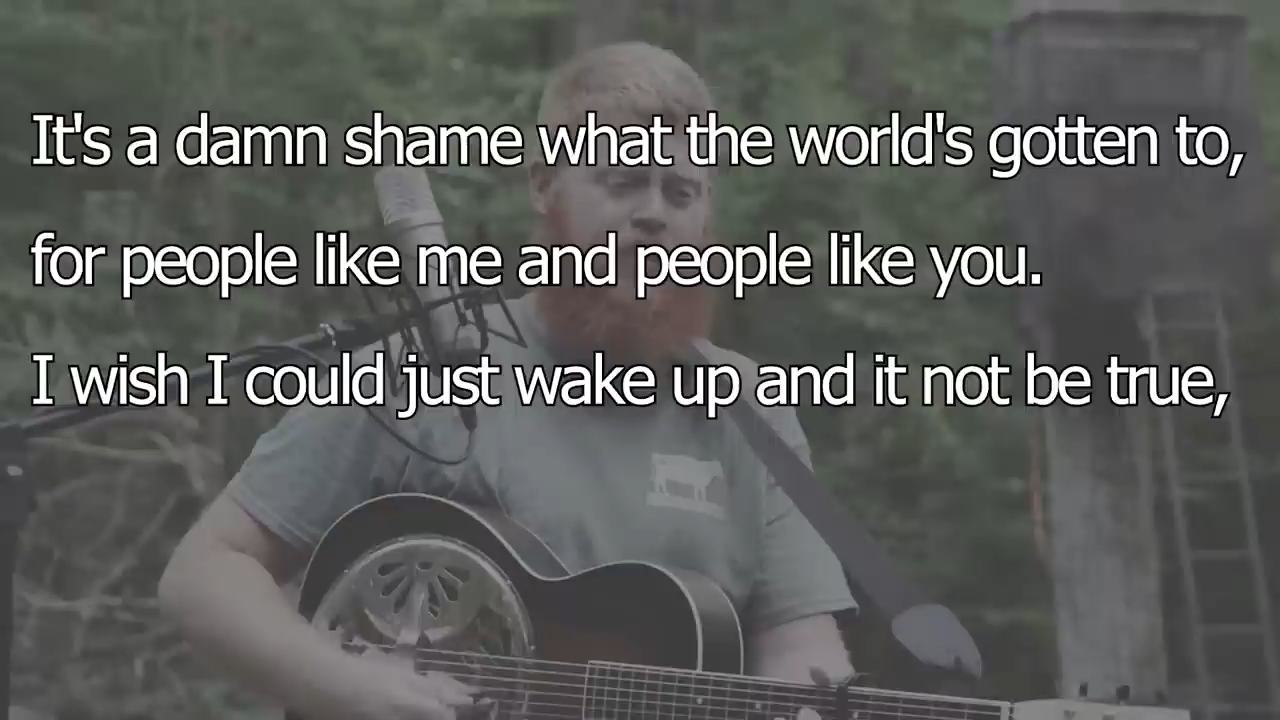 It's a damn shame what the world's gotten to,
for people like me and people like you.
I wish I could just wake up and it not be true,